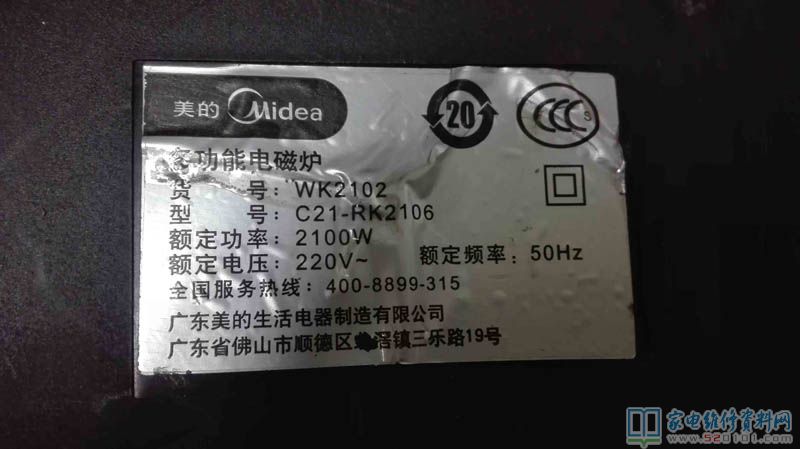 美的 Midea
20
CCC S
多功能电磁炉
货 号：WK2102
型 号：C21-RK2106
额定功率：2100W
额定电压：220V~ 额定频率：50Hz
全国服务热线：400-8899-315
广东美的生活电器制造有限公司
广东省佛山市顺德区滘镇三乐路19号
家电维修资料网
www.520101.com